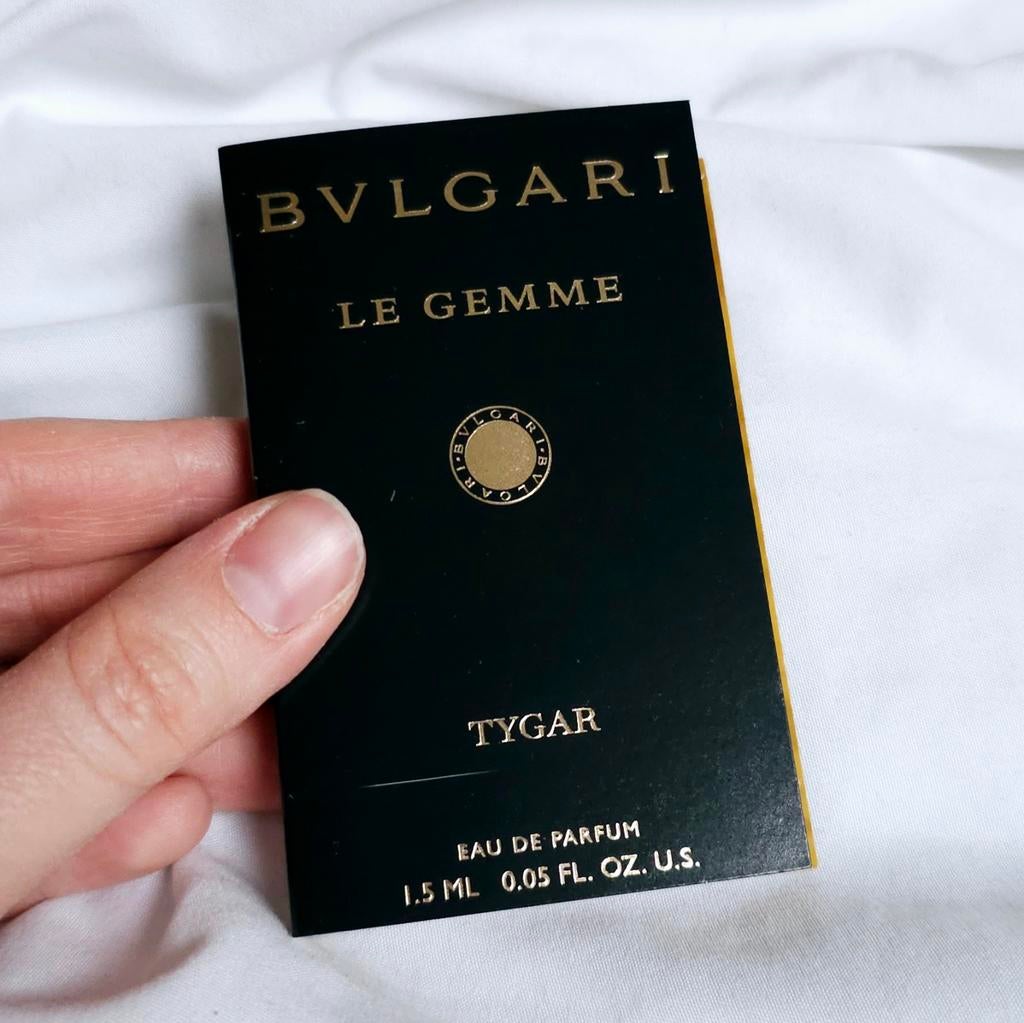 BVLGARI
LE GEMME
BVLGARI · BVLGARI ·
TYGAR
EAU DE PARFUM
1.5 ML 0.05 FL. OZ. U.S.